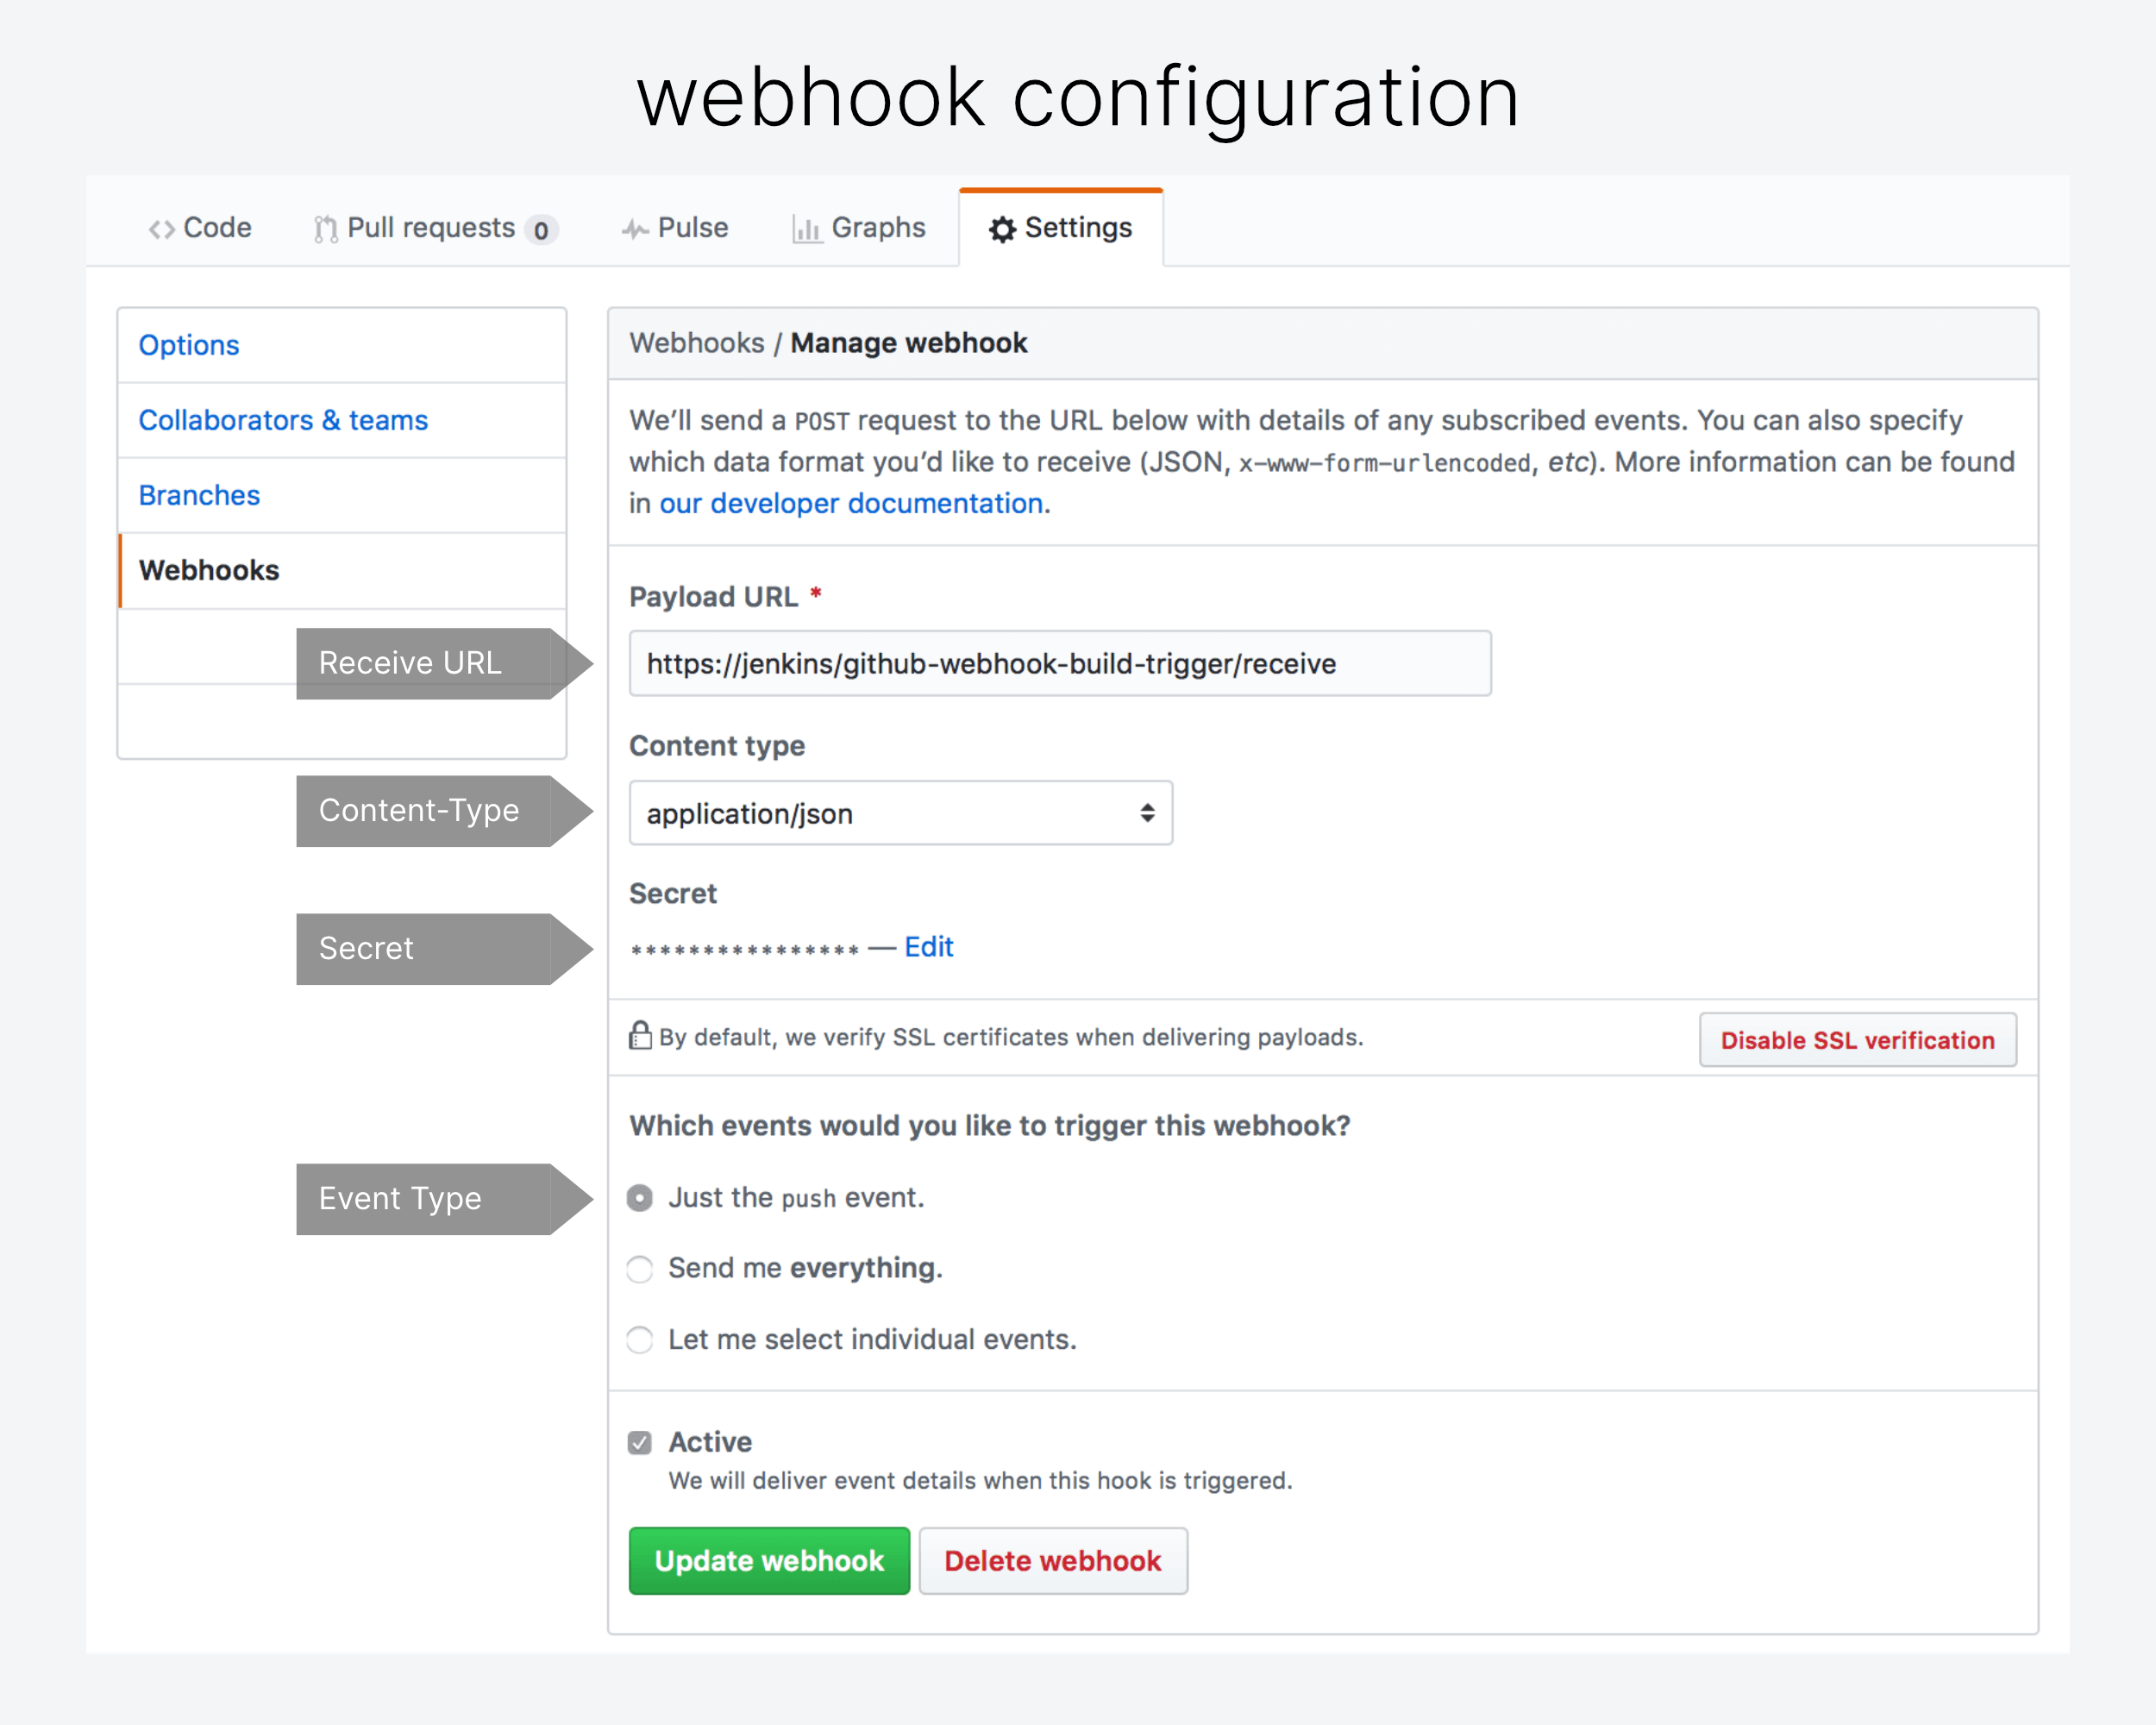 webhook configuration
Code Pull requests 0 Pulse Graphs Settings
Options
Collaborators & teams
Branches
Webhooks
Webhooks / Manage webhook
We’ll send a POST request to the URL below with details of any subscribed events. You can also specify
which data format you’d like to receive (JSON, x-www-form-urlencoded, etc). More information can be found
in our developer documentation.
Payload URL *
Receive URL
https://jenkins/github-webhook-build-trigger/receive
Content type
Content-Type
application/json
Secret
Secret
**************** — Edit
By default, we verify SSL certificates when delivering payloads.
Disable SSL verification
Which events would you like to trigger this webhook?
Event Type
Just the push event.
Send me everything.
Let me select individual events.
Active
We will deliver event details when this hook is triggered.
Update webhook
Delete webhook